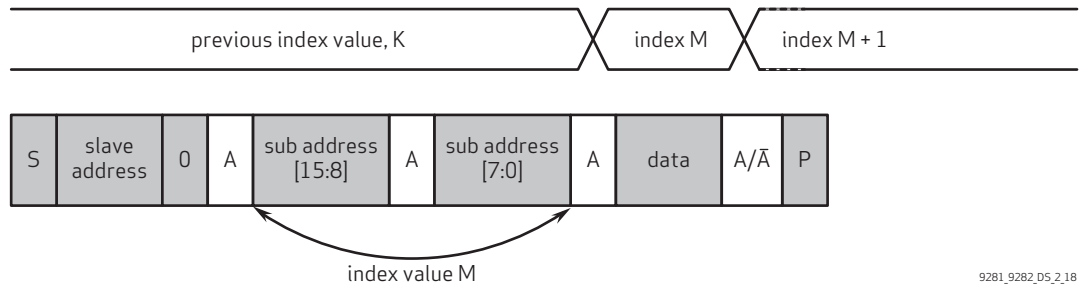 previous index value, K
index M
index M + 1
S
slave
address
0
A
sub address
[15:8]
A
sub address
[7:0]
A
data
A/Ā
P
index value M
9281_9282_DS_2_18